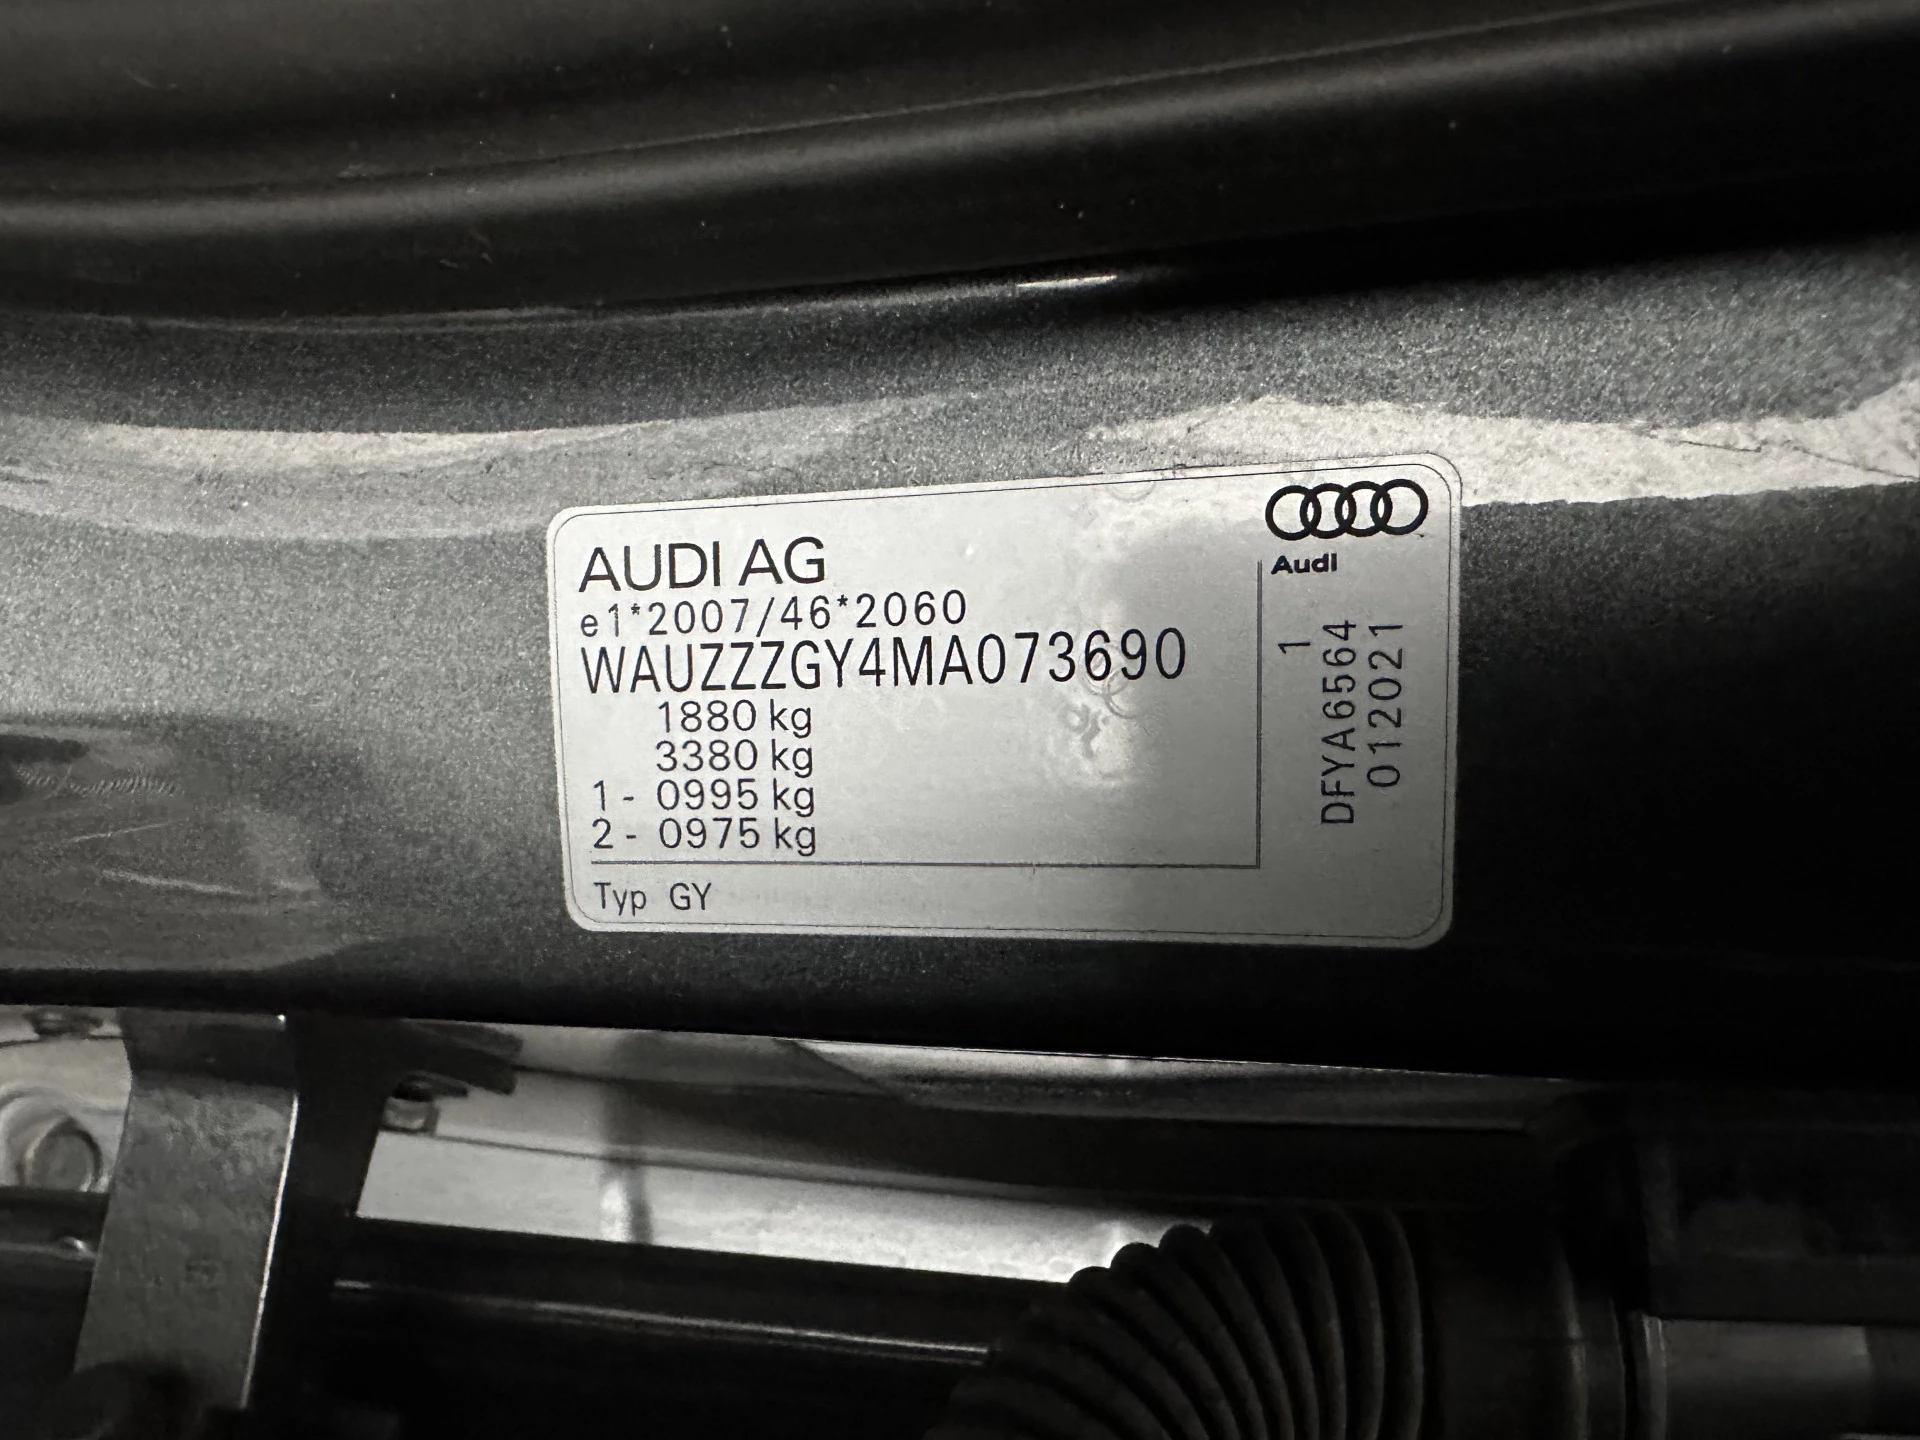 AUDI AG
e1*2007/46*2060
WAUZZZGY4MA073690
1880 kg
3380 kg
1 - 0995 kg
2 - 0975 kg
Typ GY
Audi
1
DFYA65564
012021